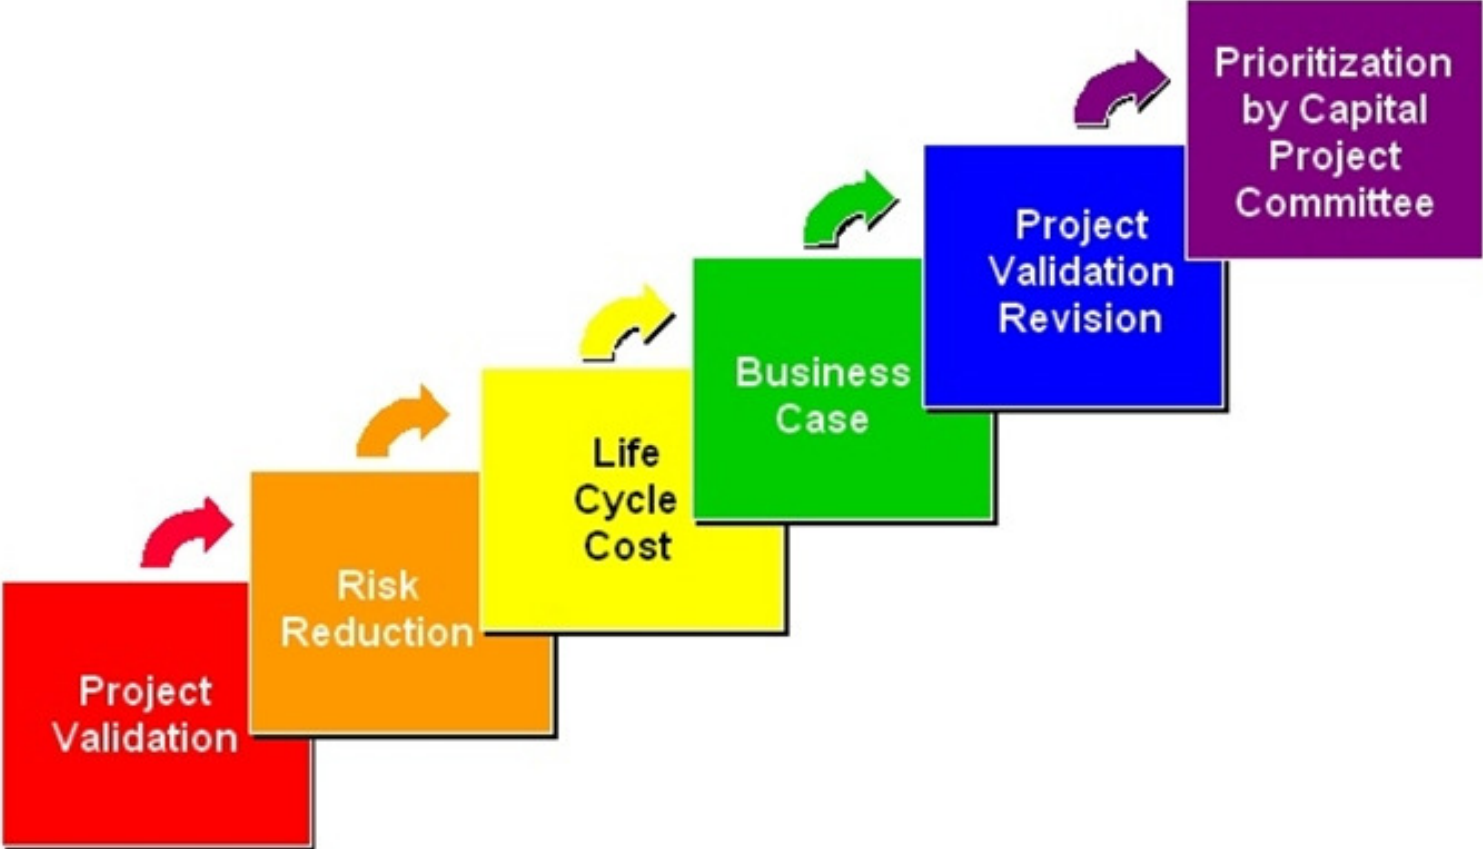 Project
Validation
Risk
Reduction
Life
Cycle
Cost
Business
Case
Project
Validation
Revision
Prioritization
by Capital
Project
Committee